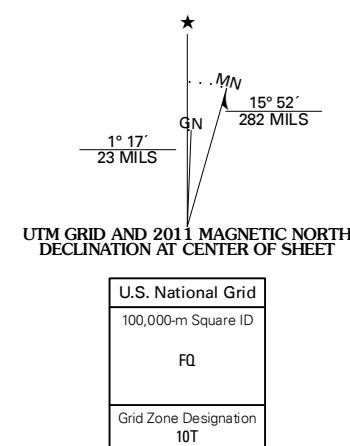 ★
MN
GN
15° 52´
282 MILS
1° 17´
23 MILS
UTM GRID AND 2011 MAGNETIC NORTH
DECLINATION AT CENTER OF SHEET
U.S. National Grid
100,000-m Square ID
FQ
Grid Zone Designation
10T